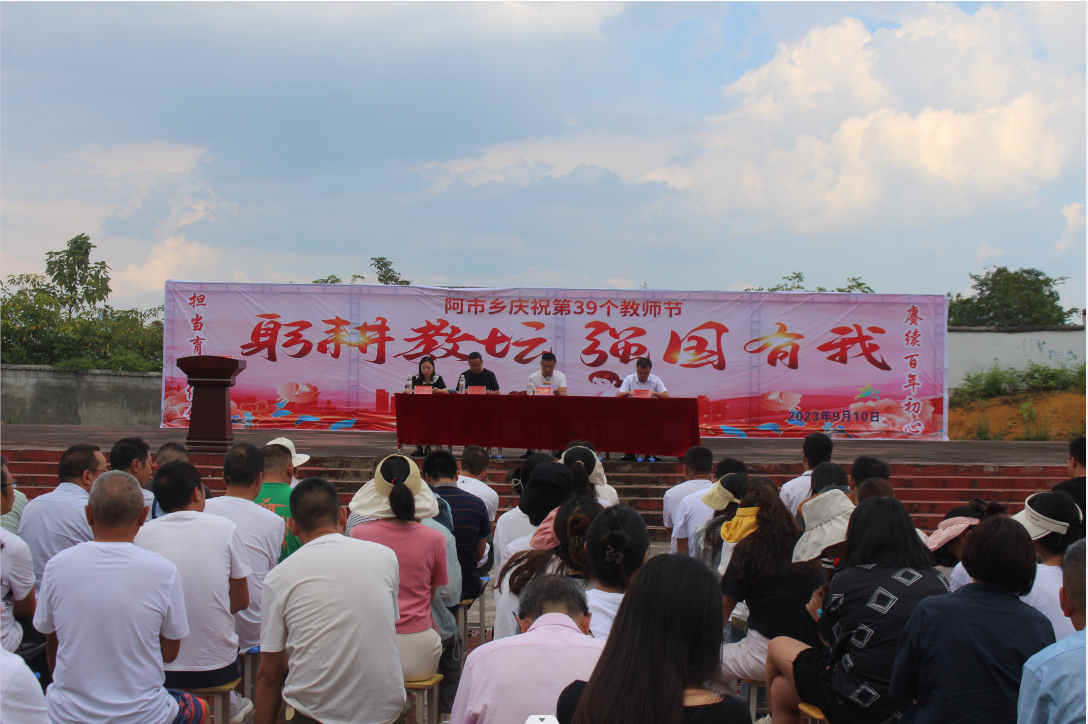 阿市乡庆祝第39个教师节
担当育
躬耕教坛 强国有我
赓续百年初心
2023年9月10日